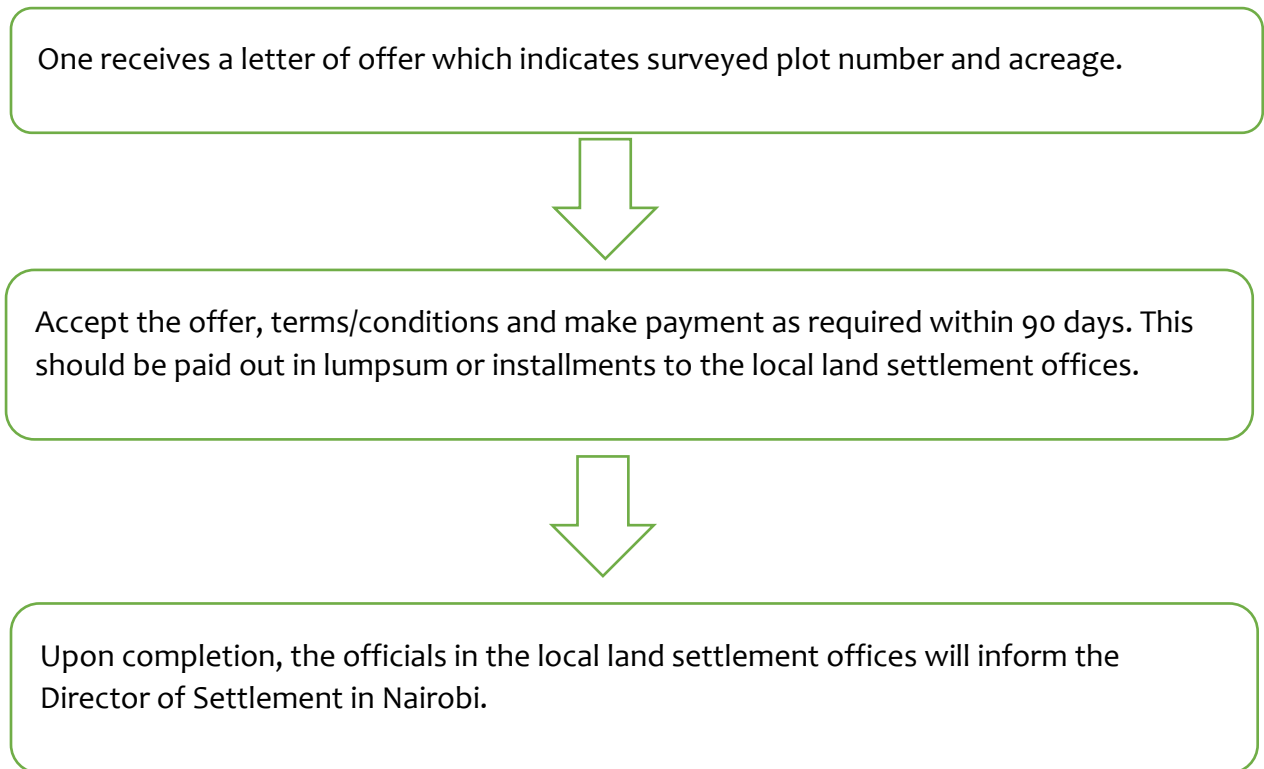 One receives a letter of offer which indicates surveyed plot number and acreage.
Accept the offer, terms/conditions and make payment as required within 90 days. This
should be paid out in lumpsum or installments to the local land settlement offices.
Upon completion, the officials in the local land settlement offices will inform the
Director of Settlement in Nairobi.